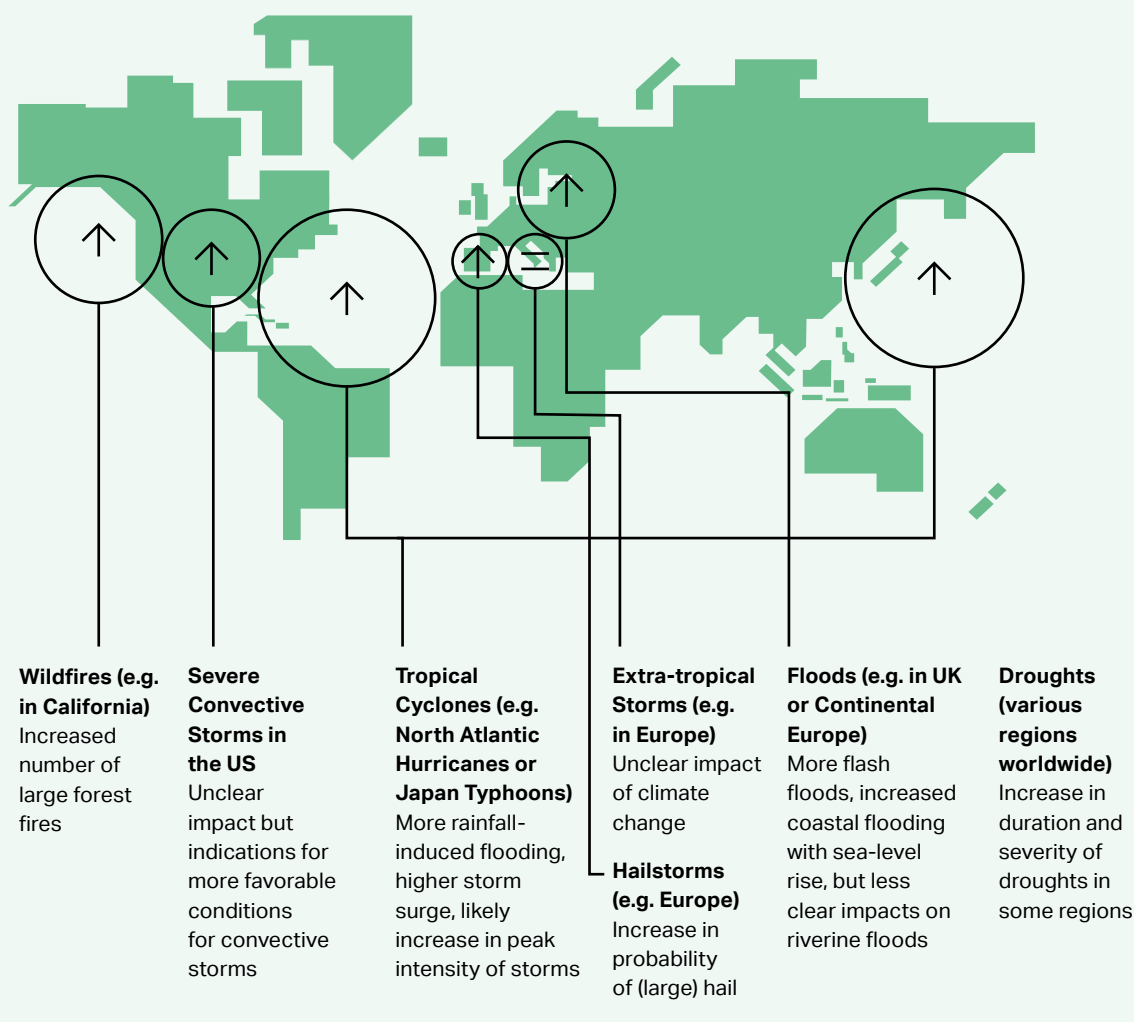 Wildfires (e.g.
in California)
Increased
number of
large forest
fires
Severe
Convective
Storms in
the US
Unclear
impact but
indications for
more favorable
conditions
for convective
storms
Tropical
Cyclones (e.g.
North Atlantic
Hurricanes or
Japan Typhoons)
More rainfall-
induced flooding,
higher storm
surge, likely
increase in peak
intensity of storms
Extra-tropical
Storms (e.g.
in Europe)
Unclear impact
of climate
change
Hailstorms
(e.g. Europe)
Increase in
probability
of (large) hail
Floods (e.g. in UK
or Continental
Europe)
More flash
floods, increased
coastal flooding
with sea-level
rise, but less
clear impacts on
riverine floods
Droughts
(various
regions
worldwide)
Increase in
duration and
severity of
droughts in
some regions